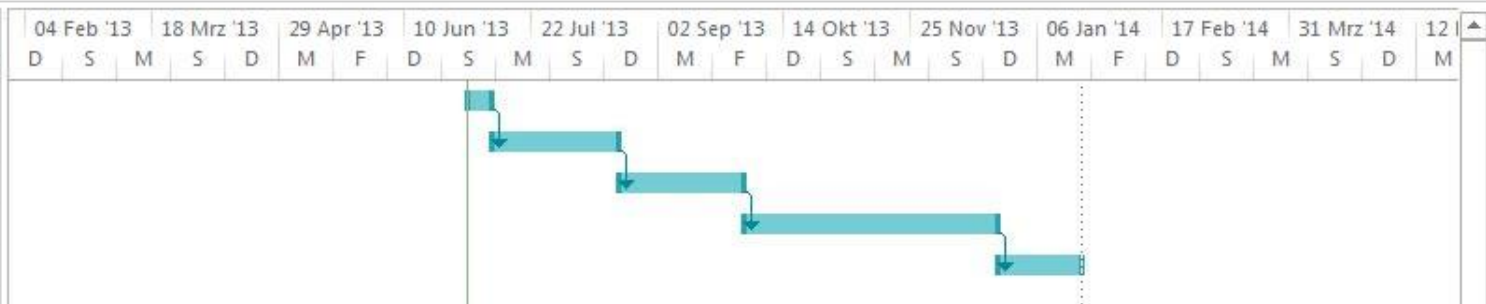 04 Feb '13 18 Mrz '13 29 Apr '13 10 Jun '13 22 Jul '13 02 Sep '13 14 Okt '13 25 Nov '13 06 Jan '14 17 Feb '14 31 Mrz '14 12
D S M S D M F D S M S D M F D S M S D M F D S M S D M